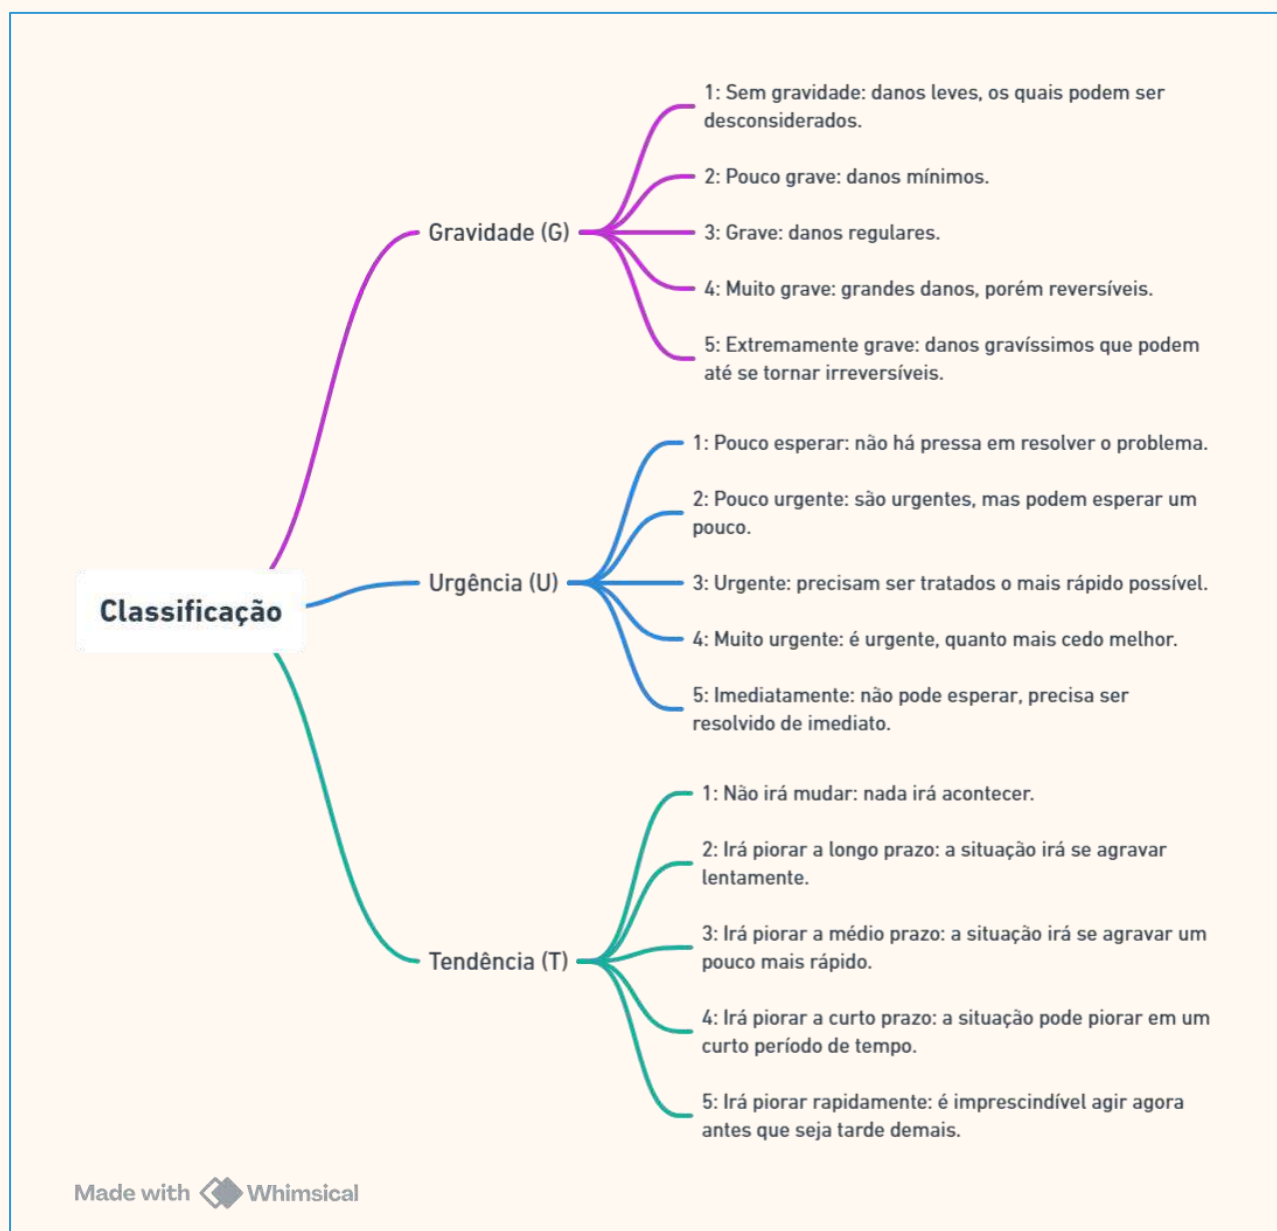 1: Sem gravidade: danos leves, os quais podem ser
desconsiderados.
2: Pouco grave: danos mínimos.
Gravidade (G)
3: Grave: danos regulares.
4: Muito grave: grandes danos, porém reversíveis.
5: Extremamente grave: danos gravíssimos que podem
até se tornar irreversíveis.
1: Pouco esperar: não há pressa em resolver o problema.
2: Pouco urgente: são urgentes, mas podem esperar um
pouco.
Urgência (U)
3: Urgente: precisam ser tratados o mais rápido possível.
Classificação
4: Muito urgente: é urgente, quanto mais cedo melhor.
5: Imediatamente: não pode esperar, precisa ser
resolvido de imediato.
1: Não irá mudar: nada irá acontecer.
2: Irá piorar a longo prazo: a situação irá se agravar
lentamente.
Tendência (T)
3: Irá piorar a médio prazo: a situação irá se agravar um
pouco mais rápido.
4: Irá piorar a curto prazo: a situação pode piorar em um
curto período de tempo.
5: Irá piorar rapidamente: é imprescindível agir agora
antes que seja tarde demais.
Made with Whimsical